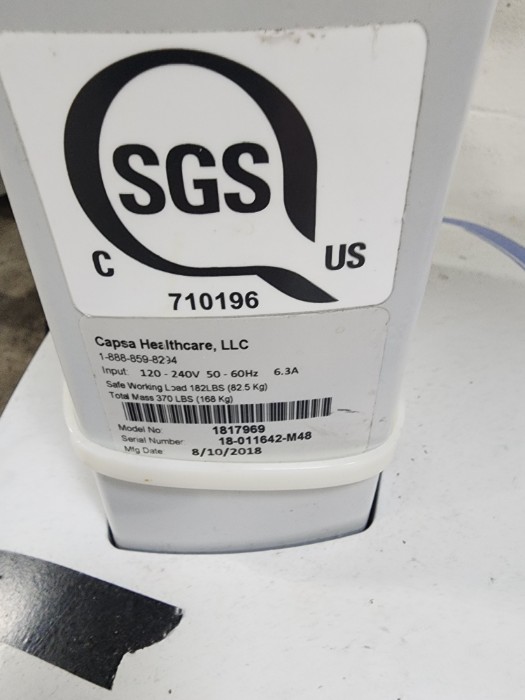 SGS
C US
710196
Capsa Healthcare, LLC
1-888-859-8294
Input: 120 - 240V 50 - 60Hz 6.3A
Safe Working Load 182LBS (82.5 Kg)
Total Mass 370 LBS (168 Kg)
Model No: 1817969
Serial Number: 18-011642-M48
Mfg Date: 8/10/2018